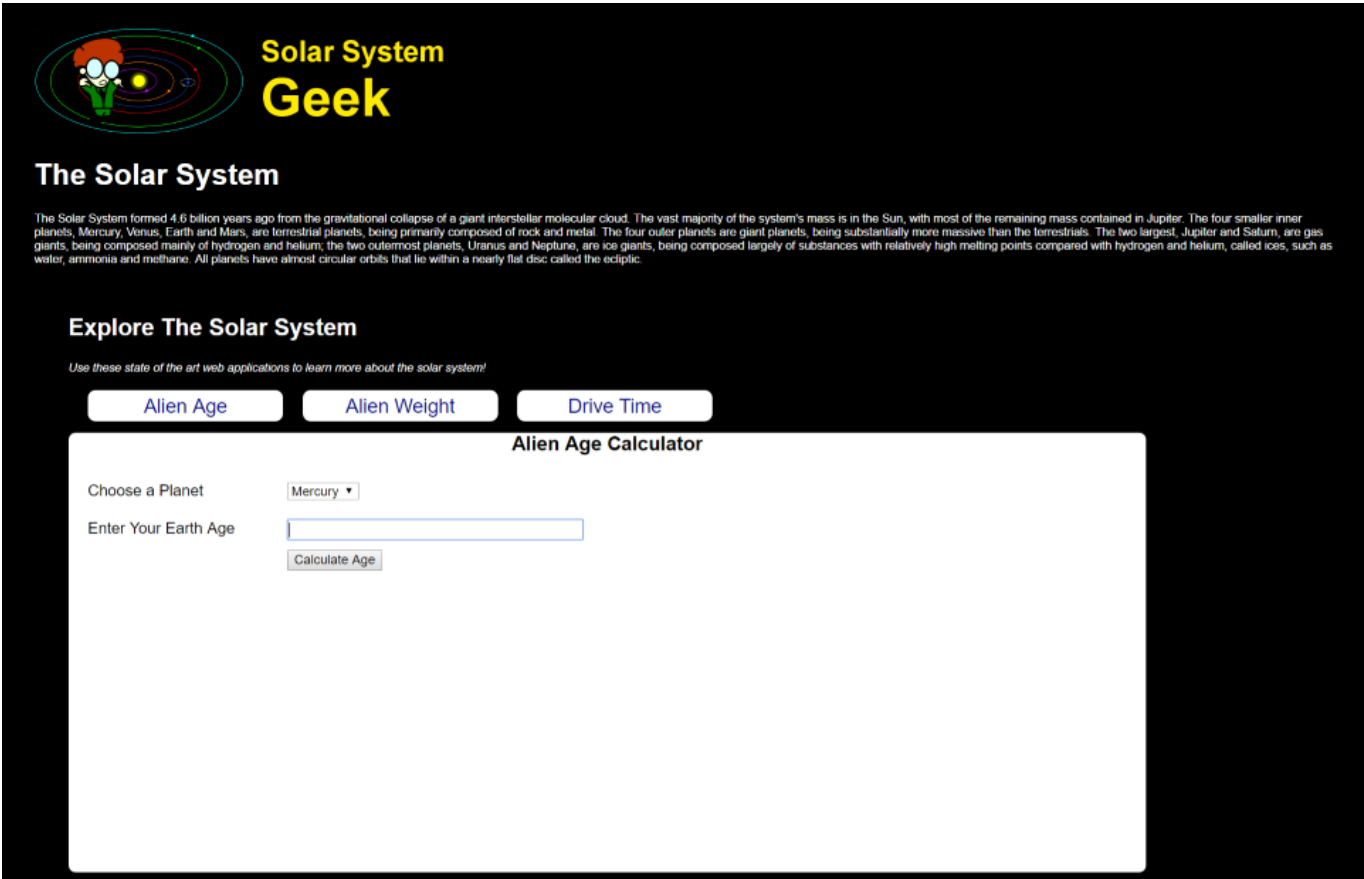 Solar System
Geek
The Solar System
The Solar System formed 4.6 billion years ago from the gravitational collapse of a giant interstellar molecular cloud. The vast majority of the system's mass is in the Sun, with most of the remaining mass contained in Jupiter. The four smaller inner
planets, Mercury, Venus, Earth and Mars, are terrestrial planets, being primarily composed of rock and metal. The four outer planets are giant planets, being substantially more massive than the terrestrials. The two largest, Jupiter and Saturn, are gas
giants, being composed mainly of hydrogen and helium; the two outermost planets, Uranus and Neptune, are ice giants, being composed largely of substances with relatively high melting points compared with hydrogen and helium, called ices, such as
water, ammonia and methane. All planets have almost circular orbits that lie within a nearly flat disc called the ecliptic.
Explore The Solar System
Use these state of the art web applications to learn more about the solar system!
Alien Age Alien Weight Drive Time
Alien Age Calculator
Choose a Planet Mercury
Enter Your Earth Age
Calculate Age